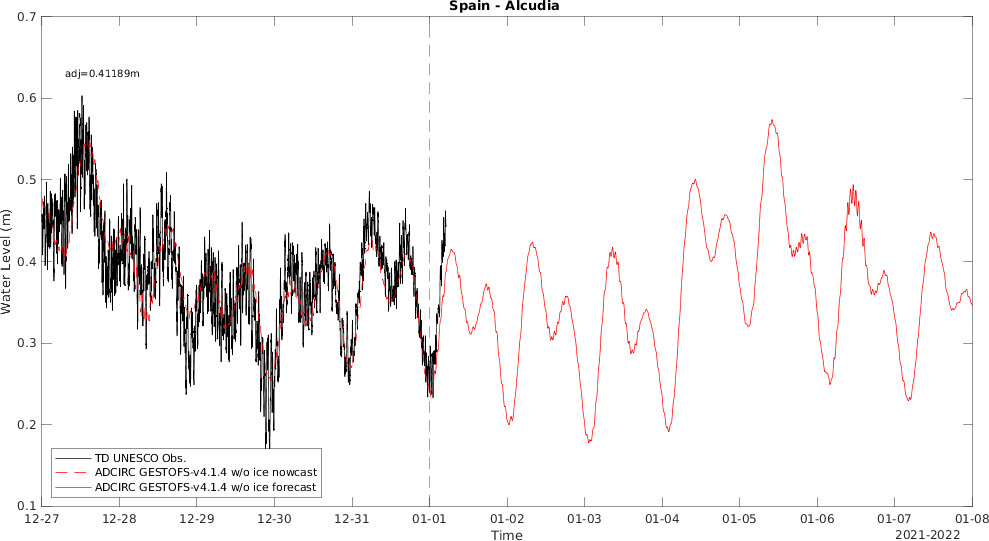 Spain - Alcudia
0.7
0.6
0.5
0.4
0.3
0.2
0.1
Water Level (m)
adj=0.41189m
TD UNESCO Obs.
ADCIRC GESTOFS-v4.1.4 w/o ice nowcast
ADCIRC GESTOFS-v4.1.4 w/o ice forecast
12-27 12-28 12-29 12-30 12-31 01-01 01-02 01-03 01-04 01-05 01-06 01-07 01-08
Time
2021-2022